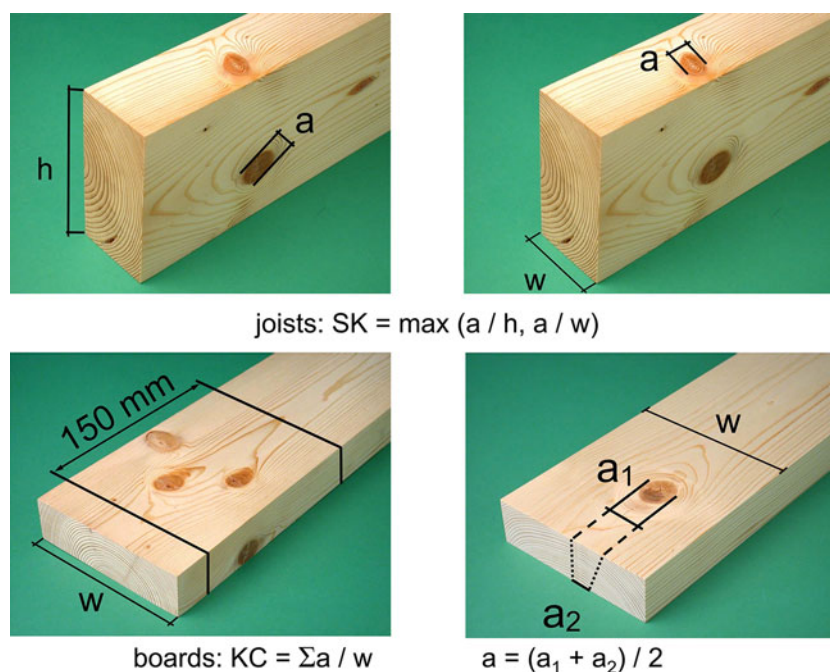 h
a
a
w
joists: SK = max (a / h, a / w)
150 mm
w
w
a₁
a₂
boards: KC = Σa / w
a = (a₁ + a₂) / 2